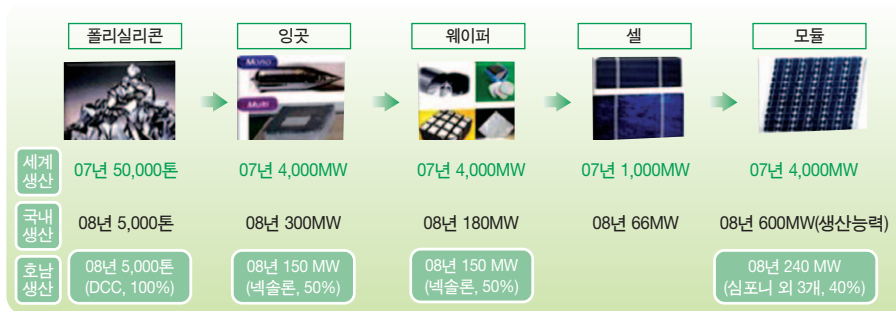 폴리실리콘
잉곳
웨이퍼
셀
모듈
Mono
Multi
세계
생산
07년 50,000톤
07년 4,000MW
07년 4,000MW
07년 1,000MW
07년 4,000MW
국내
생산
08년 5,000톤
08년 300MW
08년 180MW
08년 66MW
08년 600MW(생산능력)
호남
생산
08년 5,000톤
(DCC, 100%)
08년 150 MW
(넥솔론, 50%)
08년 150 MW
(넥솔론, 50%)
08년 240 MW
(심포니 외 3개, 40%)